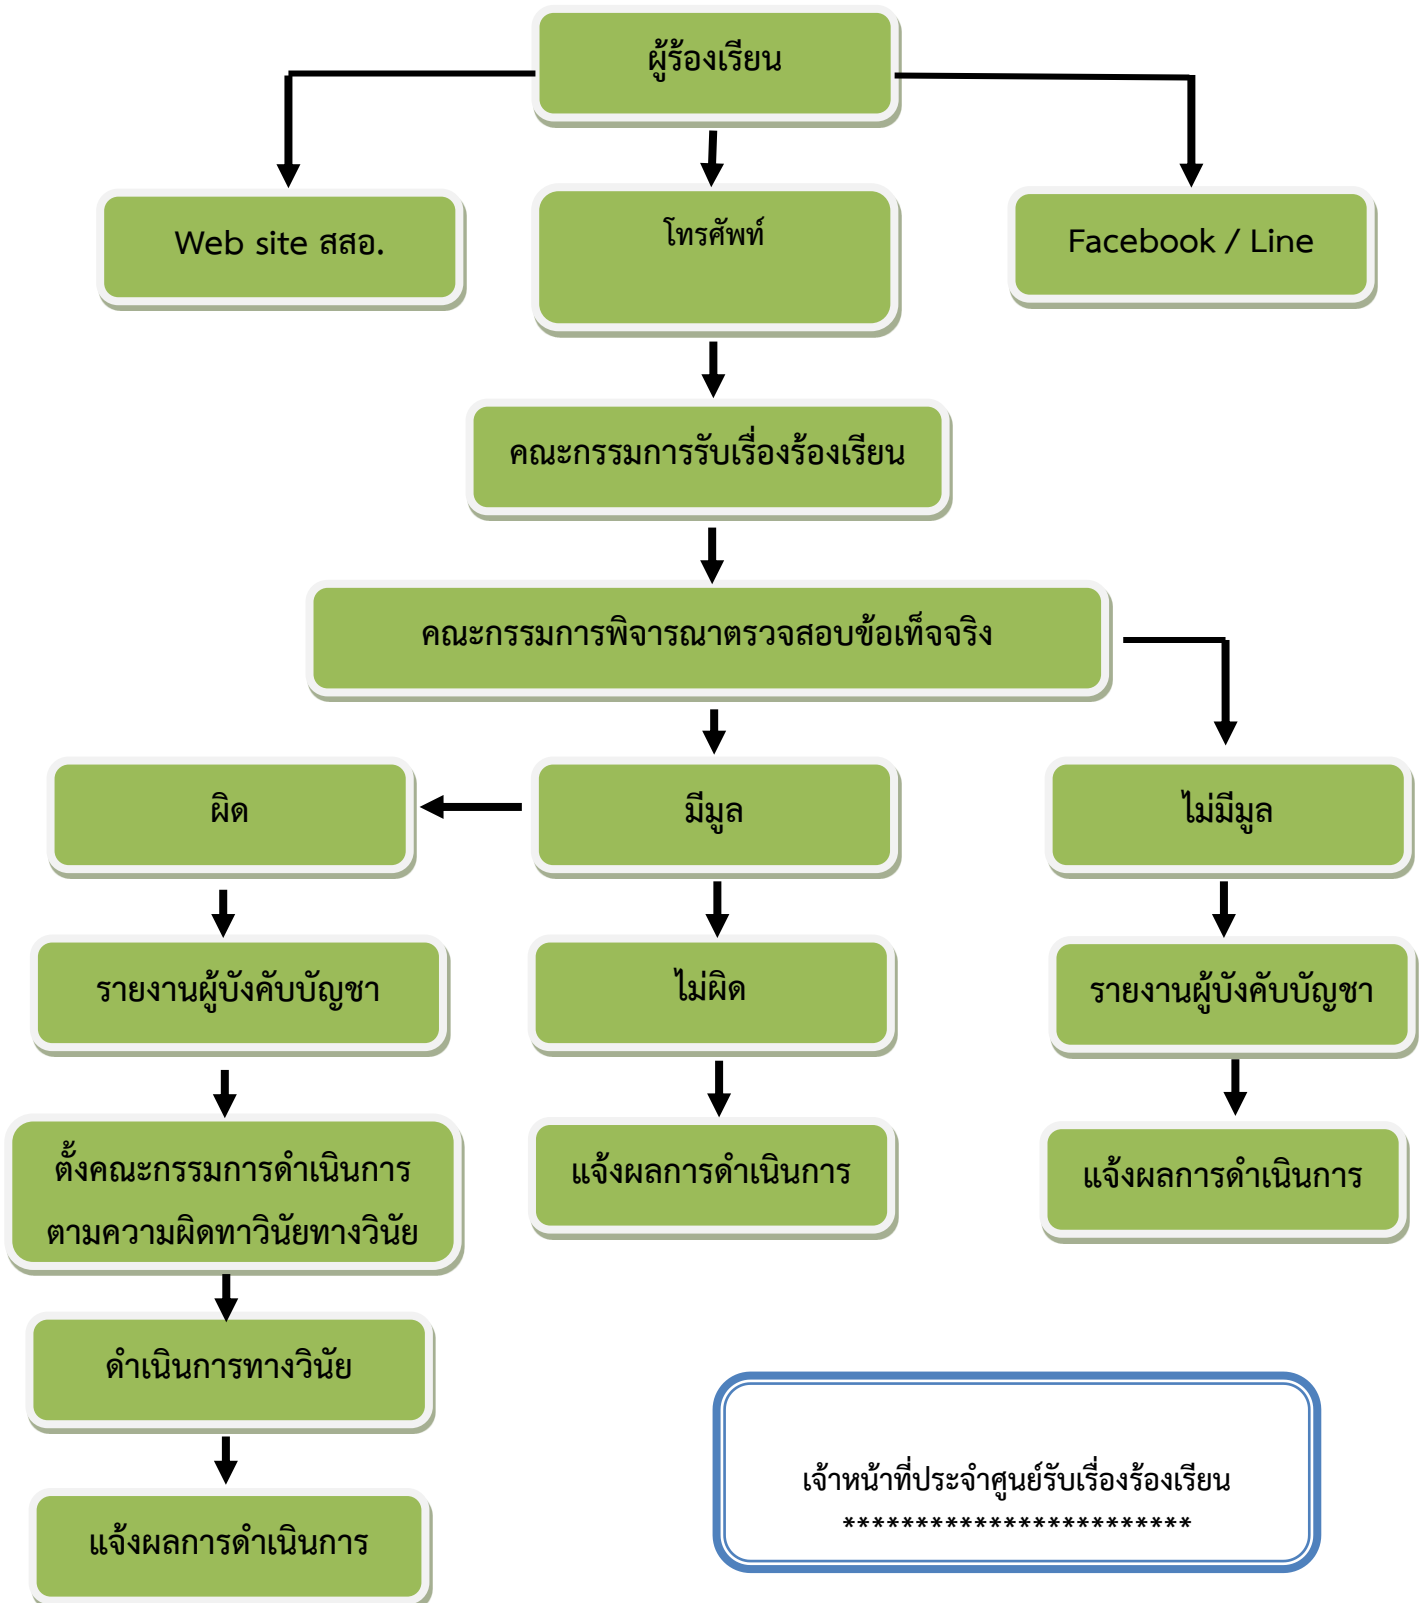 ผู้ร้องเรียน
Web site สสอ.
โทรศัพท์
Facebook / Line
คณะกรรมการรับเรื่องร้องเรียน
คณะกรรมการพิจารณาตรวจสอบข้อเท็จจริง
ผิด
มีมูล
ไม่มีมูล
รายงานผู้บังคับบัญชา
ไม่ผิด
รายงานผู้บังคับบัญชา
ตั้งคณะกรรมการดำเนินการ
ตามความผิดทาวินัยทางวินัย
แจ้งผลการดำเนินการ
แจ้งผลการดำเนินการ
ดำเนินการทางวินัย
เจ้าหน้าที่ประจำศูนย์รับเรื่องร้องเรียน
************************
แจ้งผลการดำเนินการ